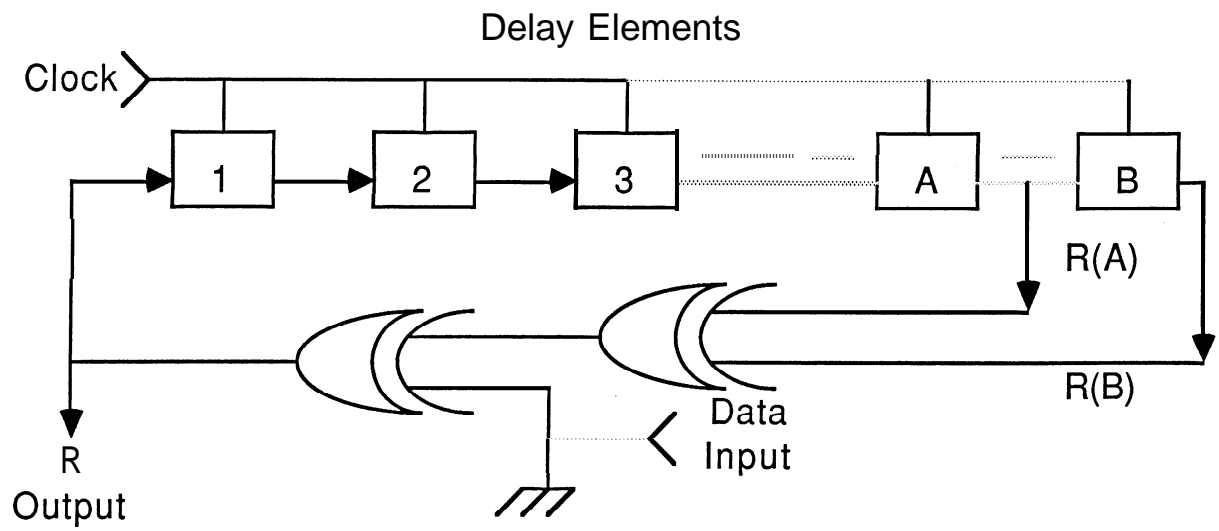 Delay Elements
Clock
1
2
3
A
B
R(A)
R(B)
Data
Input
R
Output